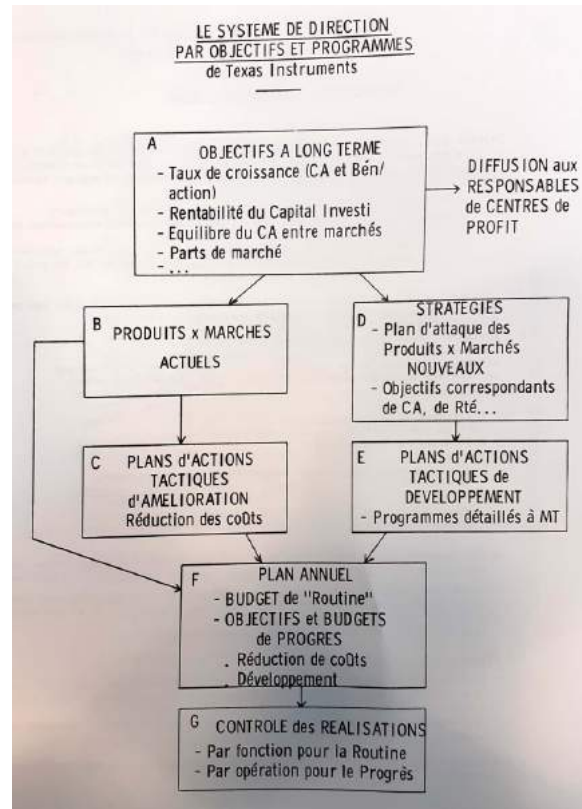 LE SYSTEME DE DIRECTION
PAR OBJECTIFS ET PROGRAMMES
de Texas Instruments
A
OBJECTIFS A LONG TERME
- Taux de croissance (CA et Bén/
action)
- Rentabilité du Capital Investi
- Equilibre du CA entre marchés
- Parts de marché
- ...
DIFFUSION aux
RESPONSABLES
de CENTRES de
PROFIT
B
PRODUITS x MARCHES
ACTUELS
D
STRATEGIES
- Plan d'attaque des
Produits x Marchés
NOUVEAUX
- Objectifs correspondants
de CA, de Rté...
C
PLANS d'ACTIONS
TACTIQUES
d'AMELIORATION
Réduction des coûts
E
PLANS d'ACTIONS
TACTIQUES de
DEVELOPPEMENT
- Programmes détaillés à MT
F
PLAN ANNUEL
- BUDGET de "Routine"
- OBJECTIFS et BUDGETS
de PROGRES
. Réduction de coûts
. Développement
G
CONTROLE des REALISATIONS
- Par fonction pour la Routine
- Par opération pour le Progrès